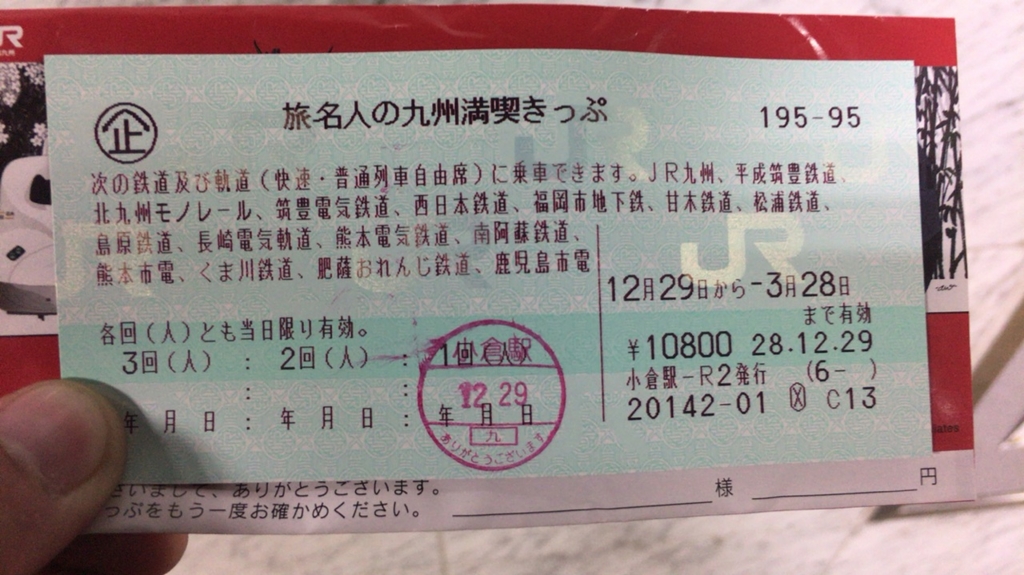 JR
企
旅名人の九州満喫きっぷ
195-95
次の鉄道及び軌道(快速・普通列車自由席)に乗車できます。JR九州、平成筑豊鉄道、
北九州モノレール、筑豊電気鉄道、西日本鉄道、福岡市地下鉄、甘木鉄道、松浦鉄道、
島原鉄道、長崎電気軌道、熊本電気鉄道、南阿蘇鉄道、
熊本市電、くま川鉄道、肥薩おれんじ鉄道、鹿児島市電
12月29日から-3月28日
まで有効
各回(人)とも当日限り有効。
3回(人) : 2回(人) : 1回(人)
年 月 日 : 年 月 日 : 年 月 日
小倉駅
12.29
九
ありがとうございます
¥10800 28.12.29
小倉駅-R2発行 (6- )
20142-01 C13
ざいまして、ありがとうございます。
っぷをもう一度お確かめください。
様 円